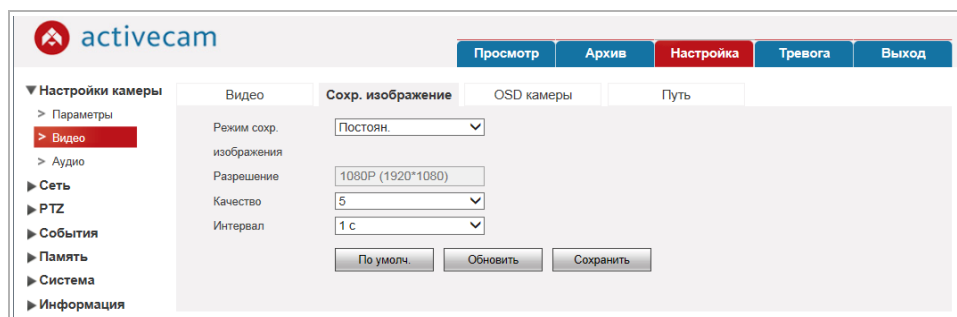 activecam
Просмотр Архив Настройка Тревога Выход
Настройки камеры
> Параметры
> Видео
> Аудио
Сеть
PTZ
События
Память
Система
Информация
Видео Сохр. изображение OSD камеры Путь
Режим сохр. Постоян.
изображения
Разрешение 1080P (1920*1080)
Качество 5
Интервал 1 с
По умолч. Обновить Сохранить